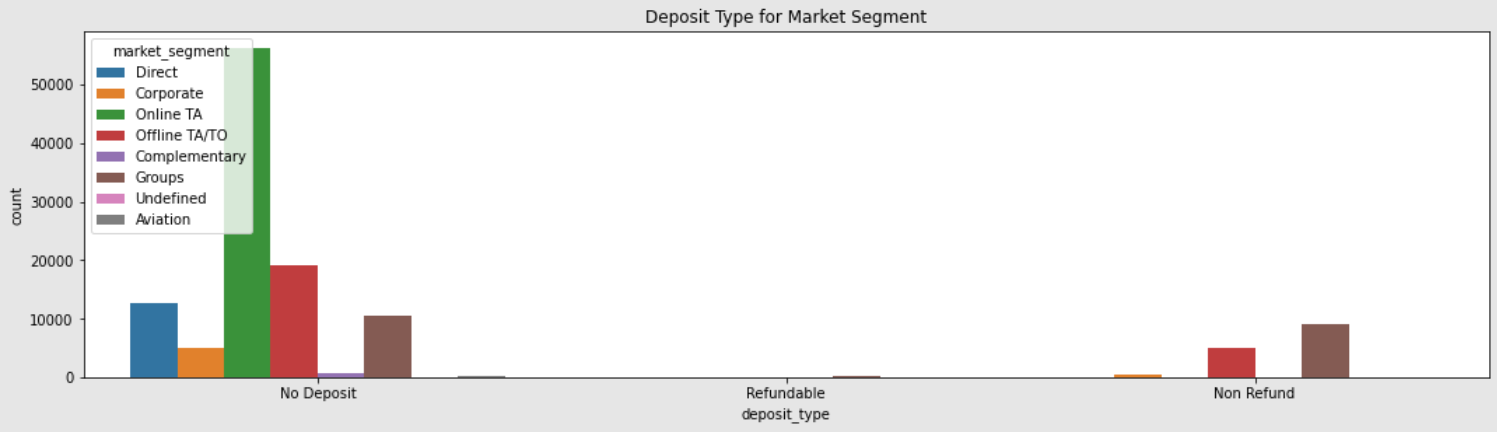 Deposit Type for Market Segment
market_segment
Direct
Corporate
Online TA
Offline TA/TO
Complementary
Groups
Undefined
Aviation
50000
40000
30000
20000
10000
0
count
No Deposit Refundable Non Refund
deposit_type